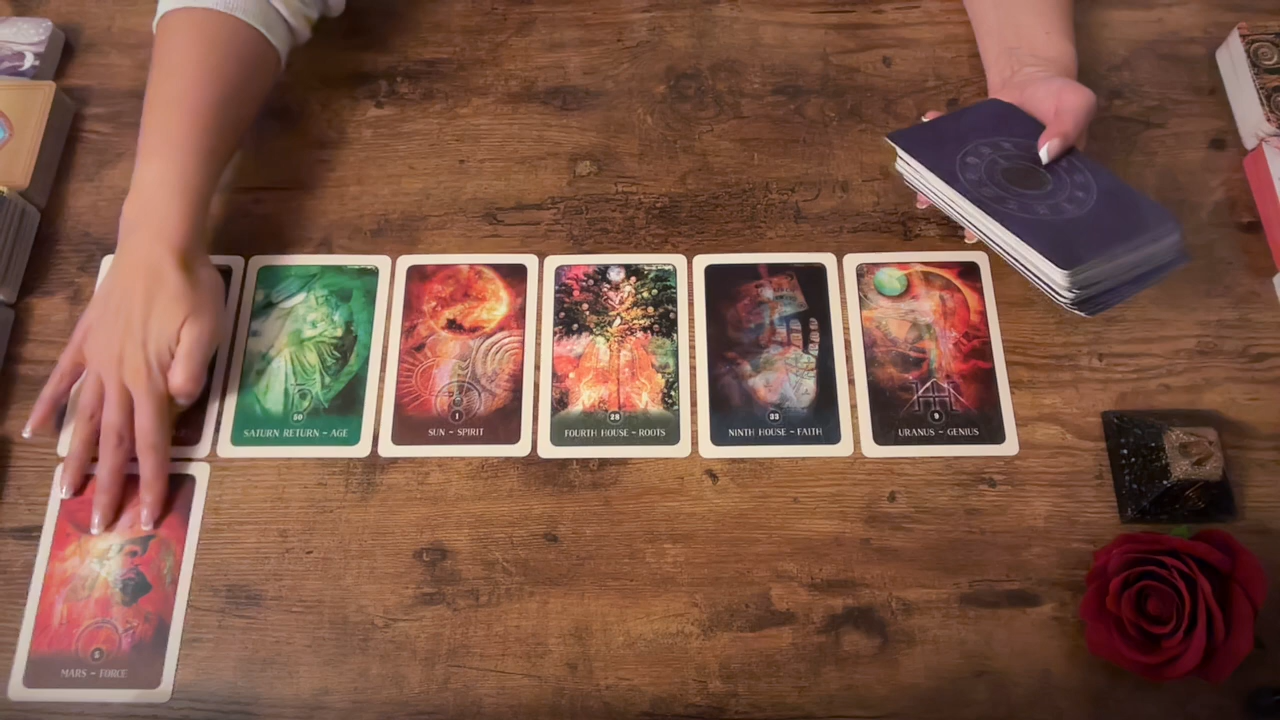 50
SATURN RETURN - AGE
1
SUN - SPIRIT
28
FOURTH HOUSE - ROOTS
33
NINTH HOUSE - FAITH
9
URANUS - GENIUS
5
MARS - FORCE